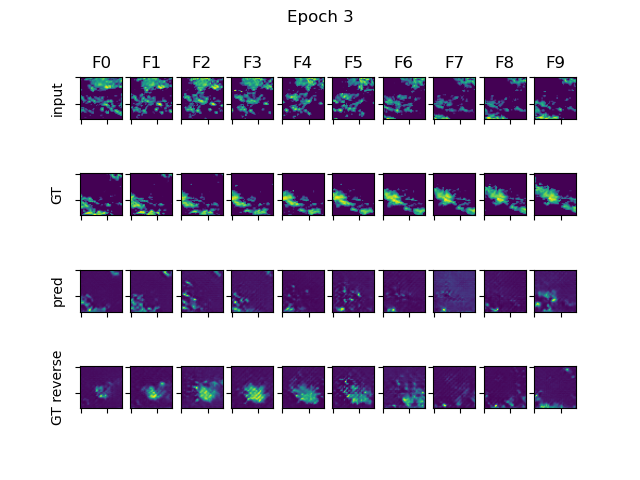 Epoch 3
F0 F1 F2 F3 F4 F5 F6 F7 F8 F9
input
GT
pred
GT reverse